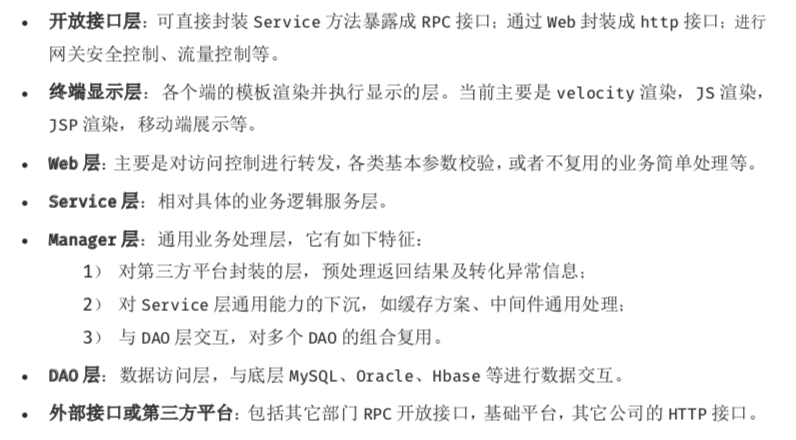 • 开放接口层：可直接封装 Service 方法暴露成 RPC 接口；通过 Web 封装成 http 接口；进行
网关安全控制、流量控制等。
• 终端显示层：各个端的模板渲染并执行显示的层。当前主要是 velocity 渲染，JS 渲染，
JSP 渲染，移动端展示等。
• Web 层：主要是对访问控制进行转发，各类基本参数校验，或者不复用的业务简单处理等。
• Service 层：相对具体的业务逻辑服务层。
• Manager 层：通用业务处理层，它有如下特征：
1） 对第三方平台封装的层，预处理返回结果及转化异常信息；
2） 对 Service 层通用能力的下沉，如缓存方案、中间件通用处理；
3） 与 DAO 层交互，对多个 DAO 的组合复用。
• DAO 层：数据访问层，与底层 MySQL、Oracle、Hbase 等进行数据交互。
• 外部接口或第三方平台：包括其它部门 RPC 开放接口，基础平台，其它公司的 HTTP 接口。